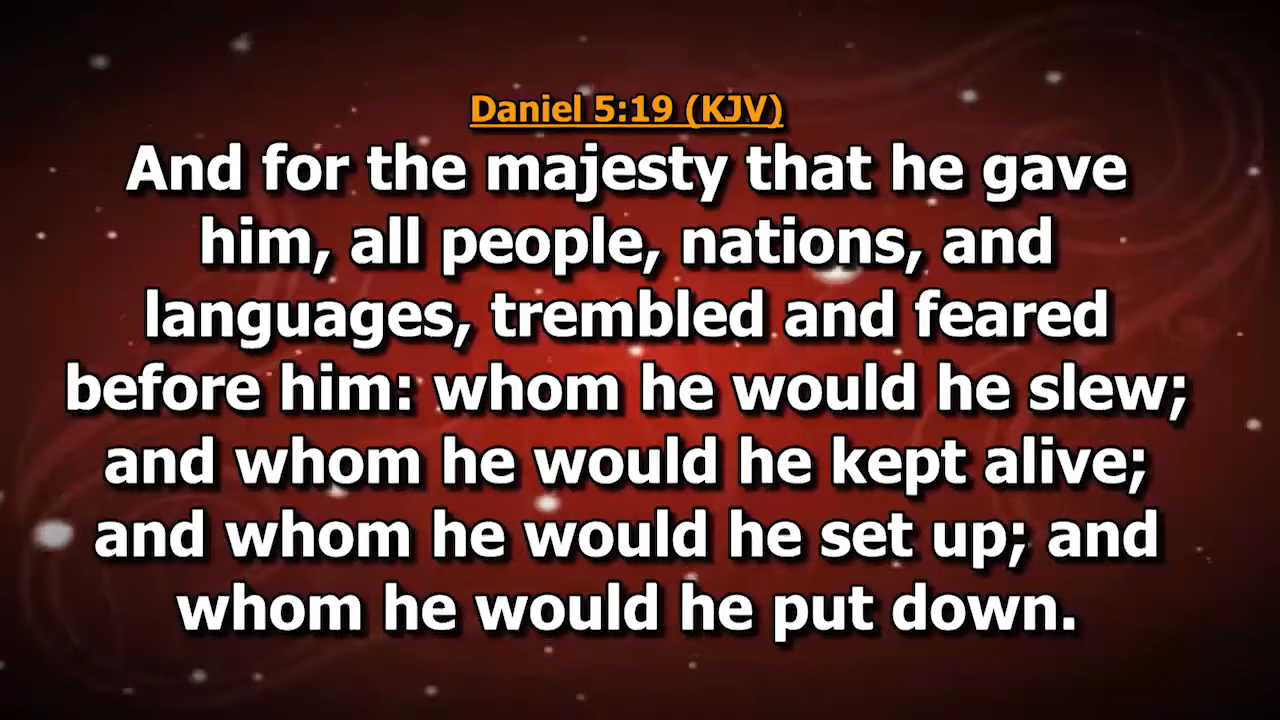 Daniel 5:19 (KJV)
And for the majesty that he gave
him, all people, nations, and
languages, trembled and feared
before him: whom he would he slew;
and whom he would he kept alive;
and whom he would he set up; and
whom he would he put down.